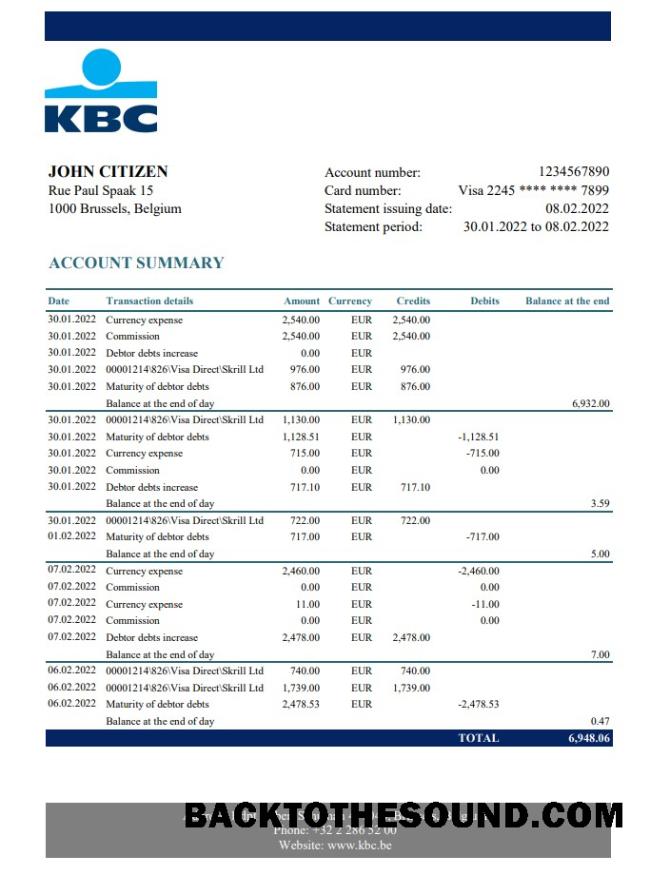 KBC
JOHN CITIZEN
Rue Paul Spaak 15
1000 Brussels, Belgium
Account number: 1234567890
Card number: Visa 2245 **** **** 7899
Statement issuing date: 08.02.2022
Statement period: 30.01.2022 to 08.02.2022
ACCOUNT SUMMARY
Date Transaction details Amount Currency Credits Debits Balance at the end
30.01.2022 Currency expense 2,540.00 EUR 2,540.00
30.01.2022 Commission 2,540.00 EUR 2,540.00
30.01.2022 Debtor debts increase 0.00 EUR
30.01.2022 00001214\826\Visa Direct\Skrill Ltd 976.00 EUR 976.00
30.01.2022 Maturity of debtor debts 876.00 EUR 876.00
Balance at the end of day 6,932.00
30.01.2022 00001214\826\Visa Direct\Skrill Ltd 1,130.00 EUR 1,130.00
30.01.2022 Maturity of debtor debts 1,128.51 EUR -1,128.51
30.01.2022 Currency expense 715.00 EUR -715.00
30.01.2022 Commission 0.00 EUR 0.00
30.01.2022 Debtor debts increase 717.10 EUR 717.10
Balance at the end of day 3.59
30.01.2022 00001214\826\Visa Direct\Skrill Ltd 722.00 EUR 722.00
01.02.2022 Maturity of debtor debts 717.00 EUR -717.00
Balance at the end of day 5.00
07.02.2022 Currency expense 2,460.00 EUR -2,460.00
07.02.2022 Commission 0.00 EUR 0.00
07.02.2022 Currency expense 11.00 EUR -11.00
07.02.2022 Commission 0.00 EUR 0.00
07.02.2022 Debtor debts increase 2,478.00 EUR 2,478.00
Balance at the end of day 7.00
06.02.2022 00001214\826\Visa Direct\Skrill Ltd 740.00 EUR 740.00
06.02.2022 00001214\826\Visa Direct\Skrill Ltd 1,739.00 EUR 1,739.00
06.02.2022 Maturity of debtor debts 2,478.53 EUR -2,478.53
Balance at the end of day 0.47
TOTAL 6,948.06
BACKTOTHESOUND.COM
Phone: +32 2 286 52 00
Website: www.kbc.be